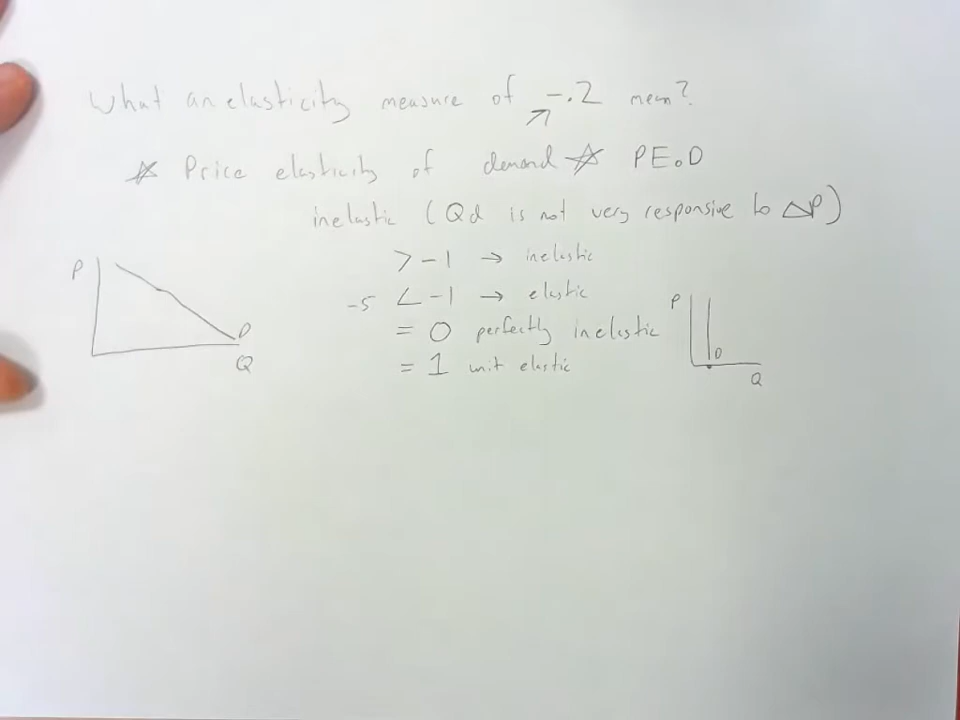 What an elasticity measure of -.2 mean?
☆ Price elasticity of demand ☆ PEoD
inelastic (Qd is not very responsive to ΔP)
> -1 → inelastic
-5 < -1 → elastic
= 0 perfectly inelastic
= 1 unit elastic
P
D
Q
P
D
Q